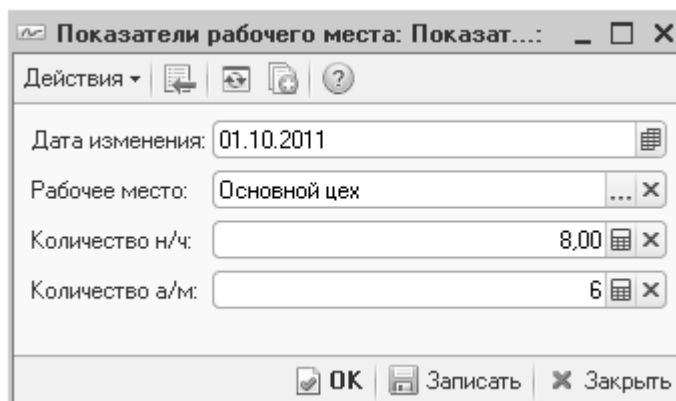 Показатели рабочего места: Показат...:
Действия
Дата изменения: 01.10.2011
Рабочее место: Основной цех ...
Количество н/ч: 8,00
Количество а/м: 6
OK Записать Закрыть